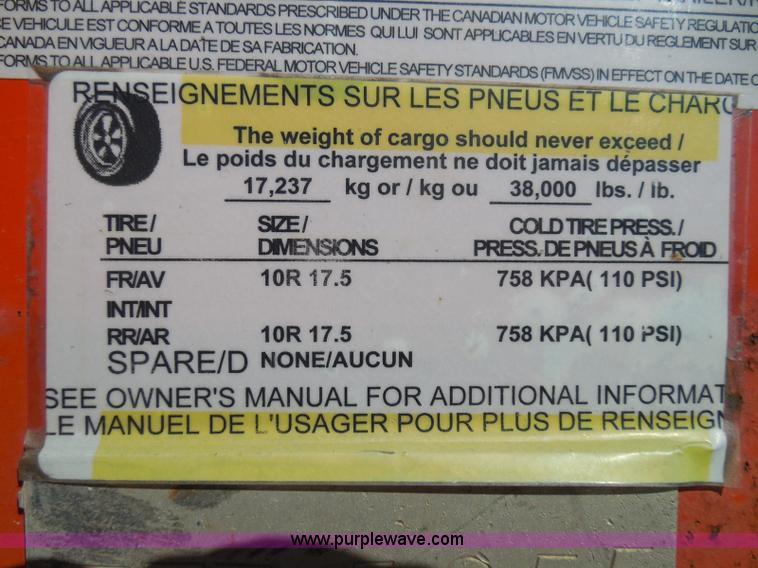 FORMS TO ALL APPLICABLE STANDARDS PRESCRIBED UNDER THE CANADIAN MOTOR VEHICLE SAFETY REGULATIO
CE VEHICULE EST CONFORME A TOUTES LES NORMES QUI LUI SONT APPLICABLES EN VERTU DU REGLEMENT SUR
CANADA EN VIGUEUR A LA DATE DE SA FABRICATION.
FORMS TO ALL APPLICABLE U.S. FEDERAL MOTOR VEHICLE SAFETY STANDARDS (FMVSS) IN EFFECT ON THE DATE O
RENSEIGNEMENTS SUR LES PNEUS ET LE CHARG
The weight of cargo should never exceed /
Le poids du chargement ne doit jamais dépasser
17,237 kg or / kg ou 38,000 lbs. / lb.
TIRE / SIZE / COLD TIRE PRESS. /
PNEU DIMENSIONS PRESS. DE PNEUS À FROID
FR/AV 10R 17.5 758 KPA( 110 PSI)
INT/INT
RR/AR 10R 17.5 758 KPA( 110 PSI)
SPARE/D NONE/AUCUN
SEE OWNER'S MANUAL FOR ADDITIONAL INFORMAT
LE MANUEL DE L'USAGER POUR PLUS DE RENSEIGN
www.purplewave.com